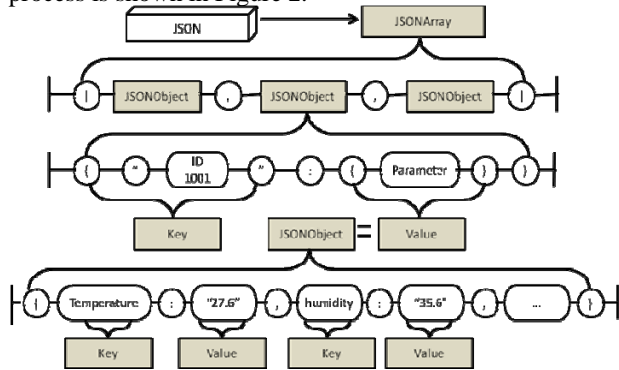 process is shown in Figure 2.
JSON JSONArray
[ JSONObject , JSONObject , JSONObject ]
{ " ID 1001 " : { Parameter } }
Key JSONObject = Value
{ Temperature : "27.6" , humidity : "35.6" , ... }
Key Value Key Value